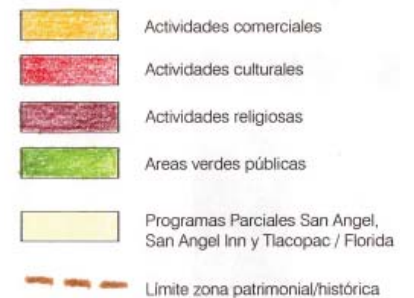 Actividades comerciales
Actividades culturales
Actividades religiosas
Areas verdes públicas
Programas Parciales San Angel,
San Angel Inn y Tlacopac / Florida
Límite zona patrimonial/histórica